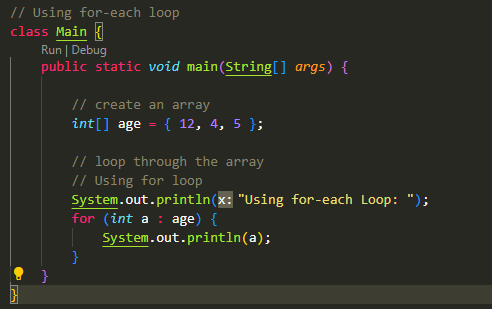 // Using for-each loop
class Main {
Run | Debug
public static void main(String[] args) {
// create an array
int[] age = { 12, 4, 5 };
// loop through the array
// Using for loop
System.out.println(x: "Using for-each Loop: ");
for (int a : age) {
System.out.println(a);
}
}
}